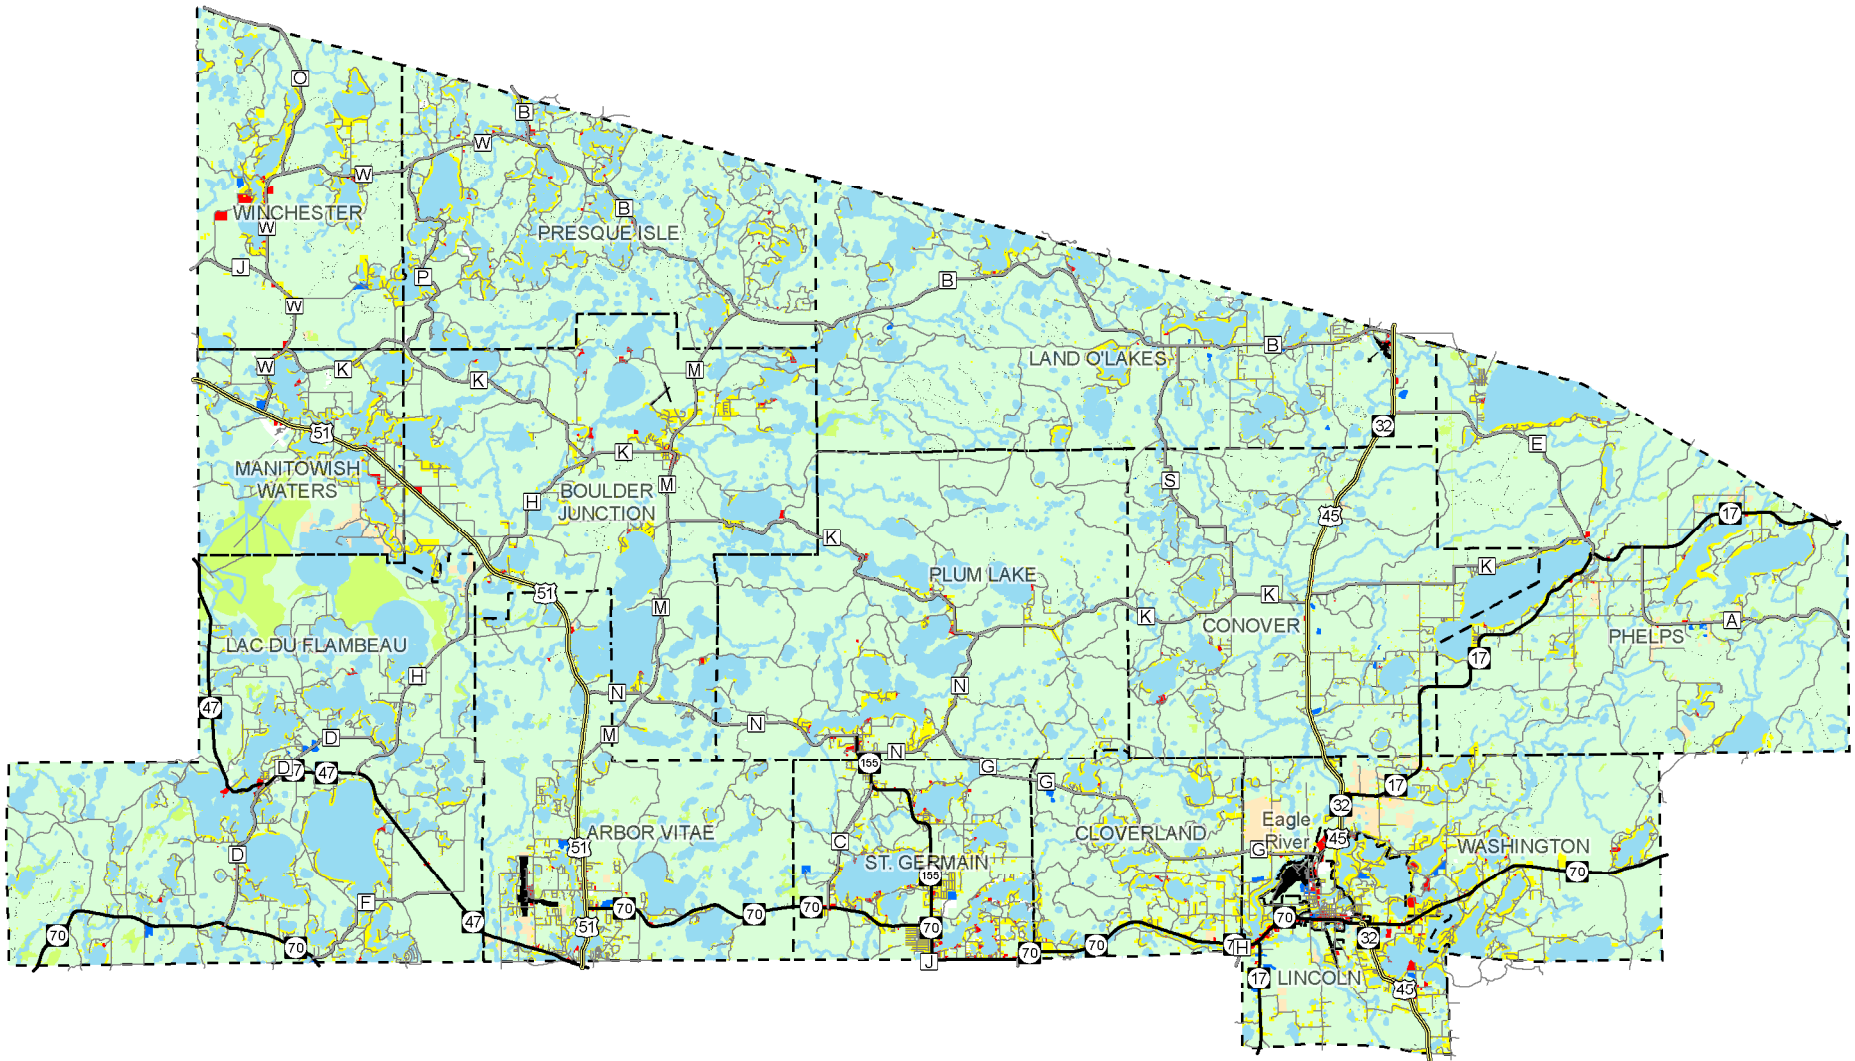 O
B
W
W
B
WINCHESTER
W
PRESQUE ISLE
J
P
B
W
B
LAND O'LAKES
W
K
M
K
32
51
E
K
MANITOWISH
WATERS
S
M
BOULDER
JUNCTION
H
45
17
K
K
PLUM LAKE
51
K
M
K
CONOVER
A
PHELPS
LAC DU FLAMBEAU
17
H
N
N
47
N
M
D
N
155
G
D
47
G
17
32
Eagle
River
ARBOR VITAE
CLOVERLAND
45
C
51
G
WASHINGTON
D
ST. GERMAIN
155
70
F
70
70
70
70
47
51
70
32
70
70
70
70
H
J
17
LINCOLN
45